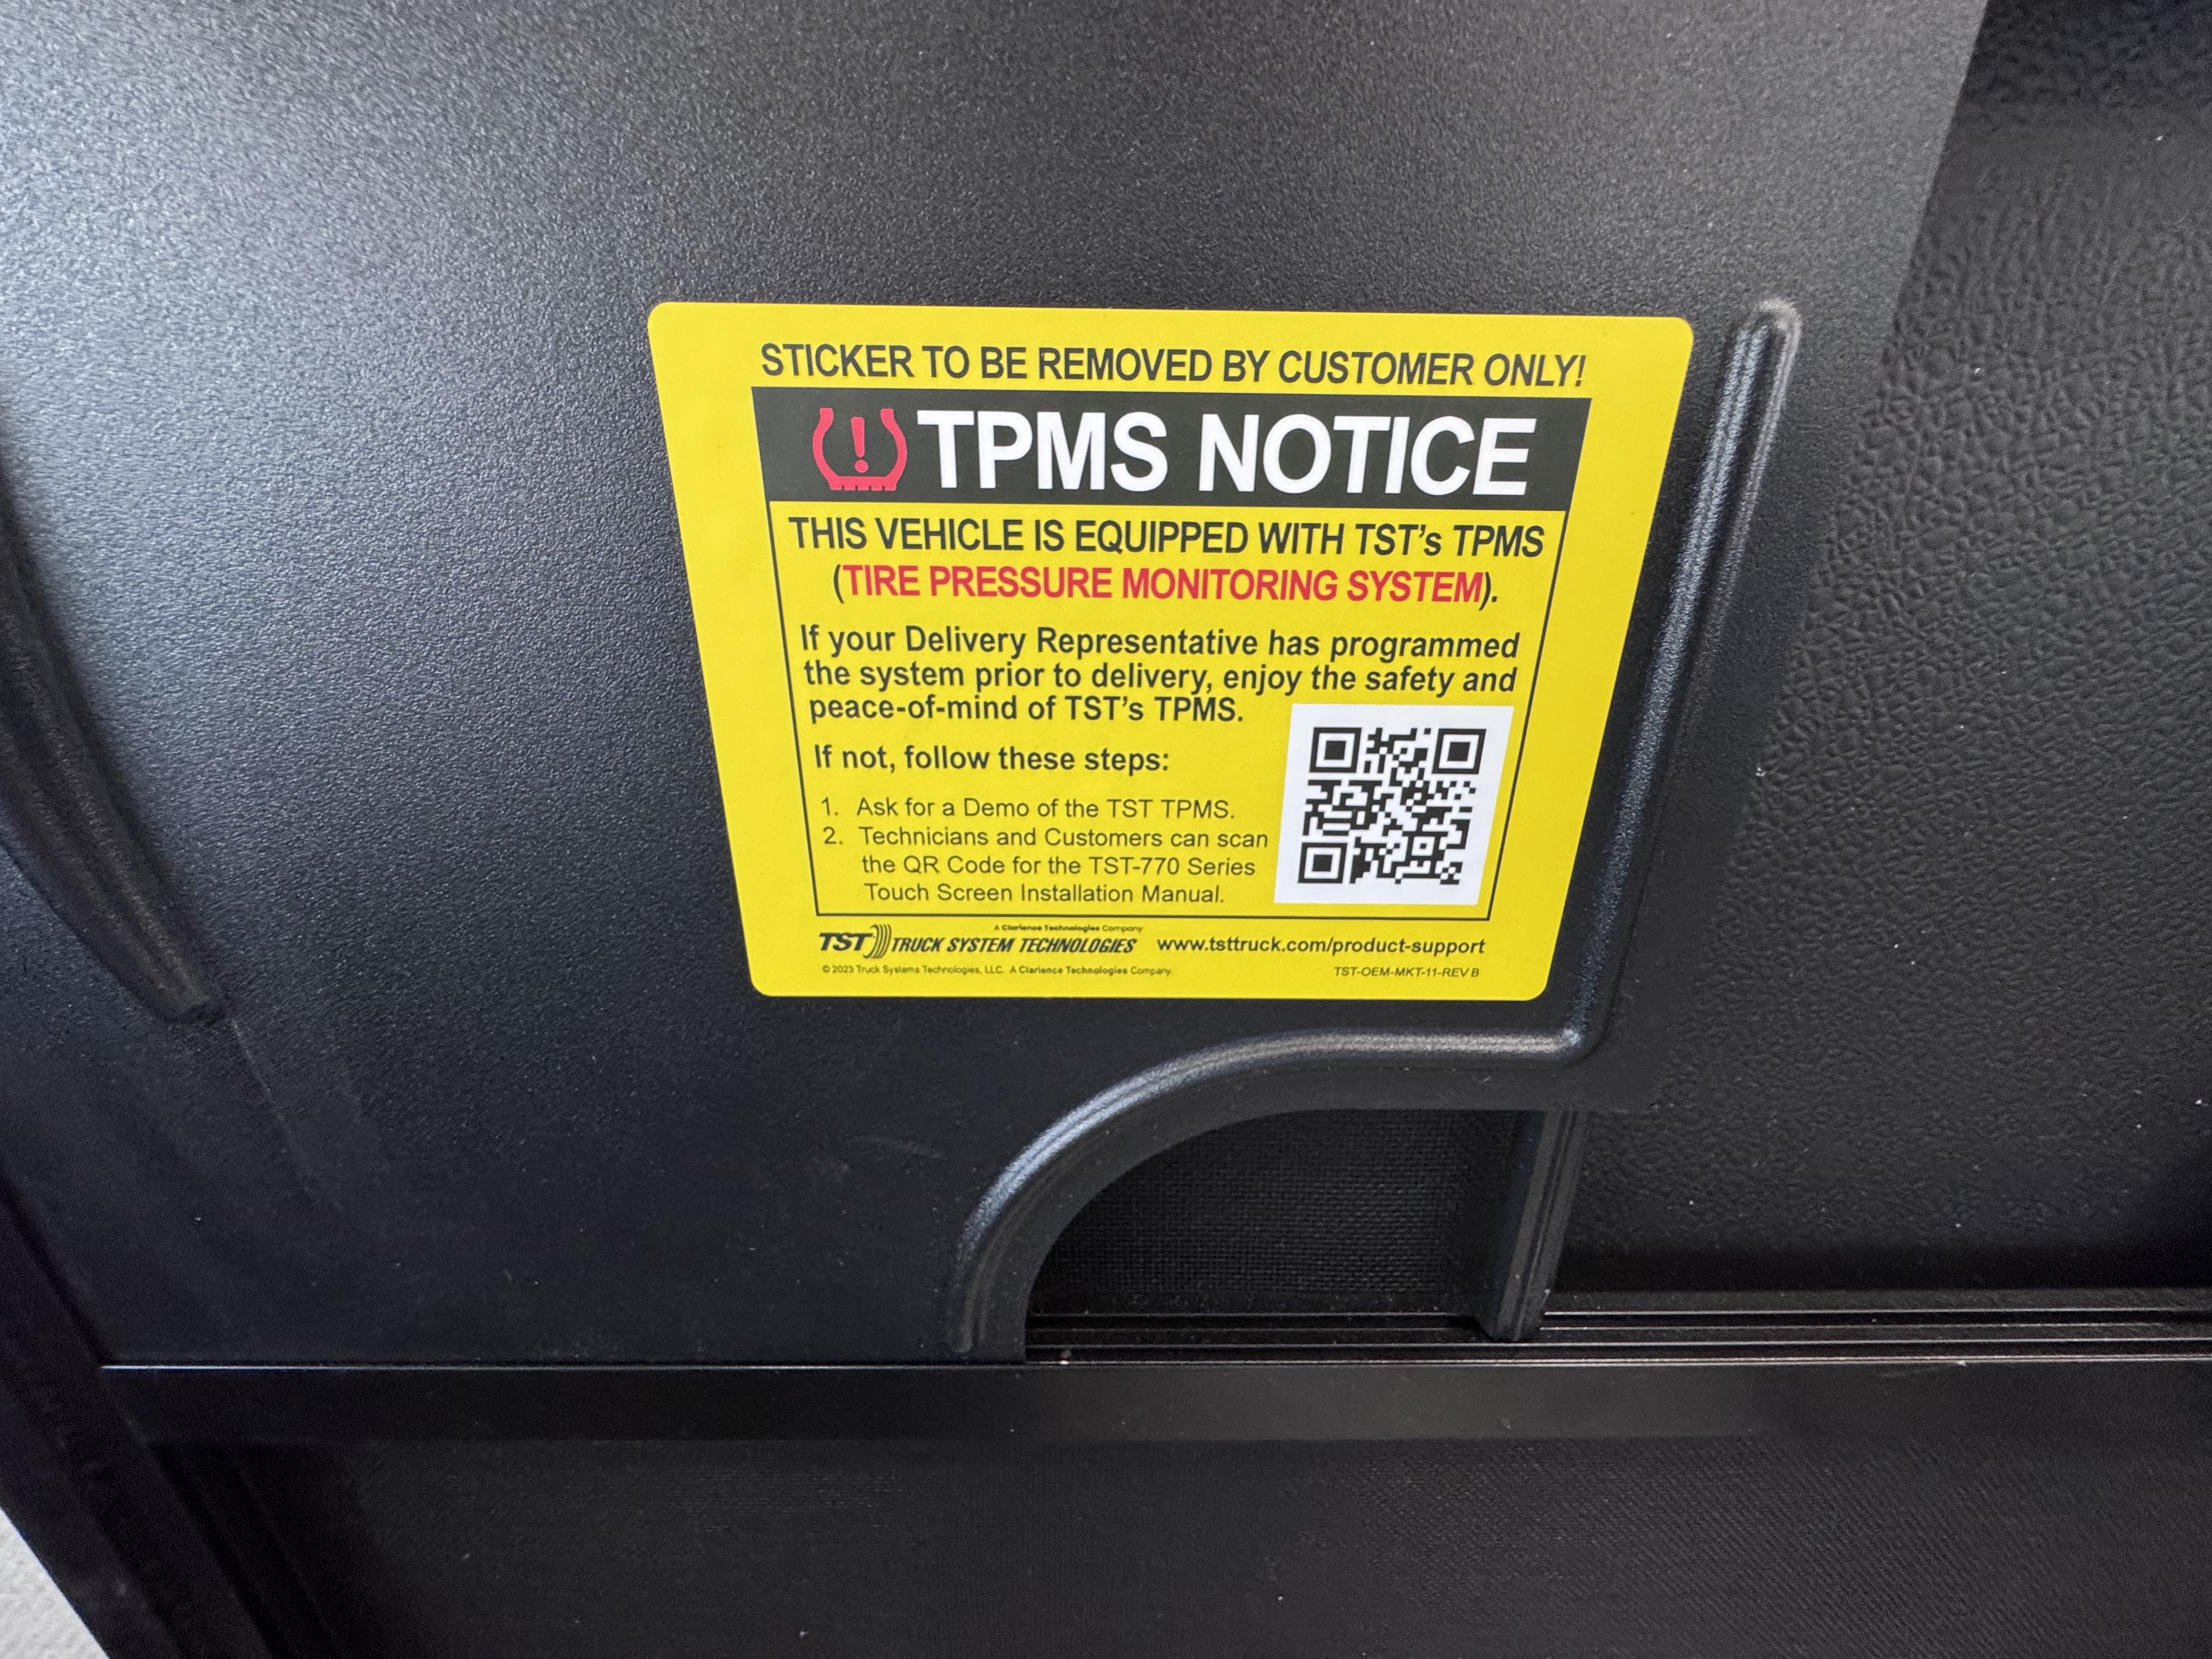 STICKER TO BE REMOVED BY CUSTOMER ONLY!
TPMS NOTICE
THIS VEHICLE IS EQUIPPED WITH TST's TPMS
(TIRE PRESSURE MONITORING SYSTEM).
If your Delivery Representative has programmed
the system prior to delivery, enjoy the safety and
peace-of-mind of TST's TPMS.
If not, follow these steps:
1. Ask for a Demo of the TST TPMS.
2. Technicians and Customers can scan
the QR Code for the TST-770 Series
Touch Screen Installation Manual.
A Clarience Technologies Company
TST TRUCK SYSTEM TECHNOLOGIES www.tsttruck.com/product-support
© 2023 Truck Systems Technologies, LLC. A Clarience Technologies Company. TST-OEM-MKT-11-REV B